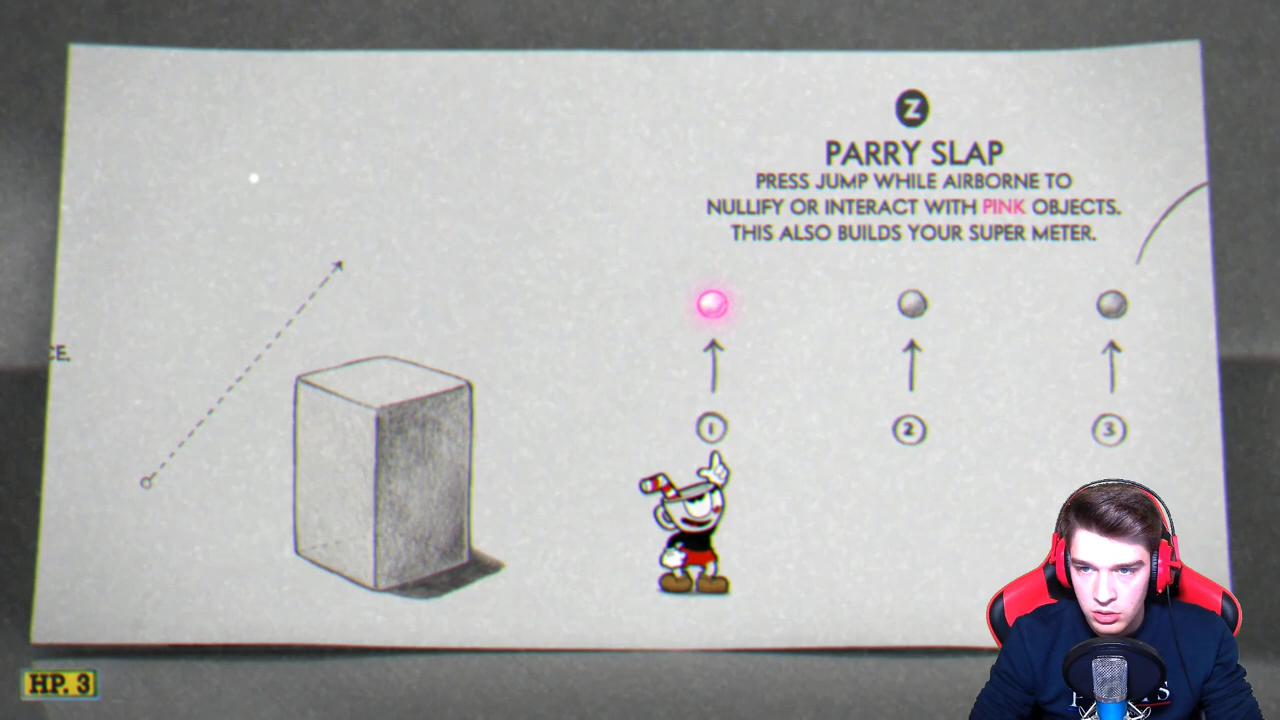 Z
PARRY SLAP
PRESS JUMP WHILE AIRBORNE TO
NULLIFY OR INTERACT WITH PINK OBJECTS.
THIS ALSO BUILDS YOUR SUPER METER.
CE.
1 2 3
HP. 3